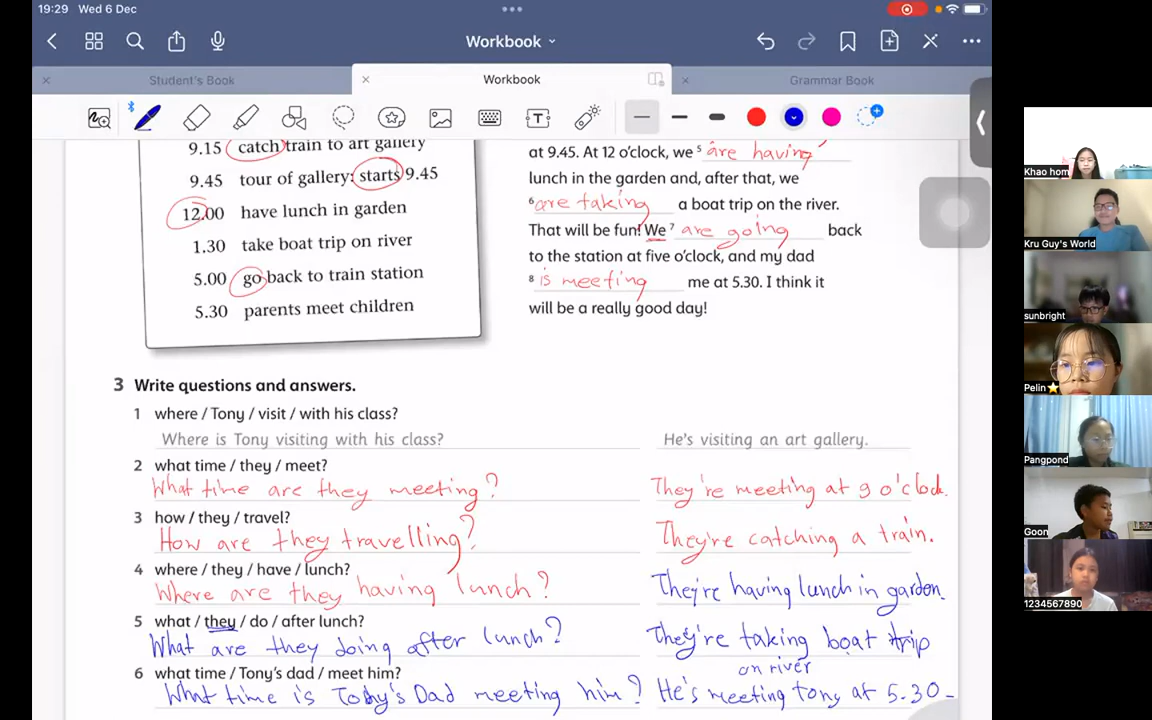 19:29 Wed 6 Dec
Workbook
Student's Book
Workbook
Grammar Book
9.15 catch train to art gallery
9.45 tour of gallery: starts 9.45
12.00 have lunch in garden
1.30 take boat trip on river
5.00 go back to train station
5.30 parents meet children
at 9.45. At 12 o'clock, we 5 are having
lunch in the garden and, after that, we
6 are taking a boat trip on the river.
That will be fun! We 7 are going back
to the station at five o'clock, and my dad
8 is meeting me at 5.30. I think it
will be a really good day!
3 Write questions and answers.
1 where / Tony / visit / with his class?
Where is Tony visiting with his class? He's visiting an art gallery.
2 what time / they / meet?
What time are they meeting? They're meeting at 9 o'clock.
3 how / they / travel?
How are they travelling? They're catching a train.
4 where / they / have / lunch?
Where are they having lunch? They're having lunch in garden.
5 what / they / do / after lunch?
What are they doing after lunch? They're taking boat trip
on river
6 what time / Tony's dad / meet him?
What time is Tony's Dad meeting him? He's meeting tony at 5.30-
Khao hom
Kru Guy's World
sunbright
Pelin⭐
Pangpond
Goon
1234567890